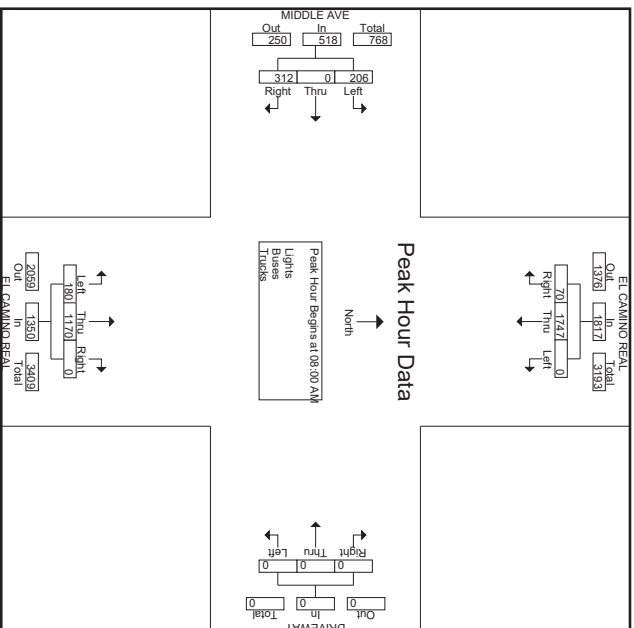 MIDDLE AVE
Out In Total
250 518 768
312 0 206
Right Thru Left
EL CAMINO REAL
Out In Total
1376 1817 3193
70 1747 0
Right Thru Left
Peak Hour Data
North
Peak Hour Begins at 08:00 AM
Lights
Buses
Trucks
Left Thru Right
180 1170 0
2059 1350 3409
Out In Total
EL CAMINO REAL
Left Thru Right
0 0 0
0 0 0
Total In Out
DRIVEWAY